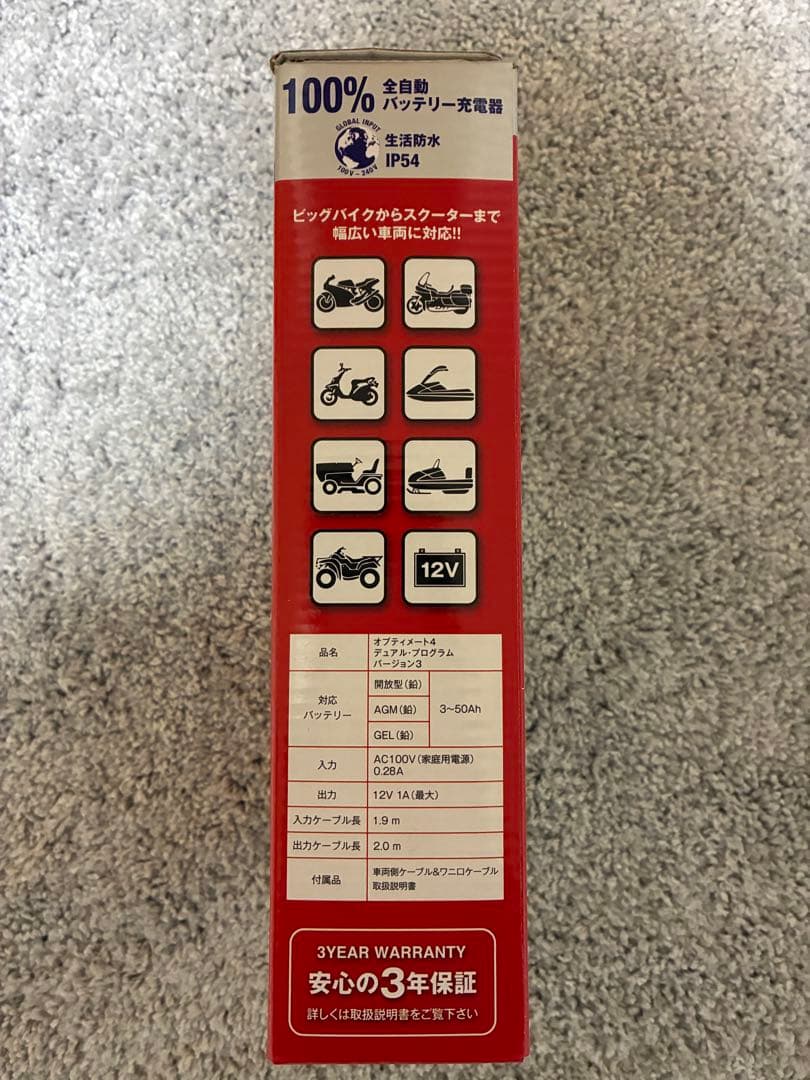 100% 全自動
バッテリー充電器
GLOBAL INPUT
100V - 240V
生活防水
IP54
ビッグバイクからスクーターまで
幅広い車両に対応!!
12V
品名
オプティメート4
デュアル・プログラム
バージョン3
対応
バッテリー
開放型(鉛)
AGM(鉛)
GEL(鉛)
3〜50Ah
入力
AC100V(家庭用電源)
0.28A
出力
12V 1A(最大)
入力ケーブル長
1.9 m
出力ケーブル長
2.0 m
付属品
車両側ケーブル&ワニ口ケーブル
取扱説明書
3YEAR WARRANTY
安心の3年保証
詳しくは取扱説明書をご覧下さい